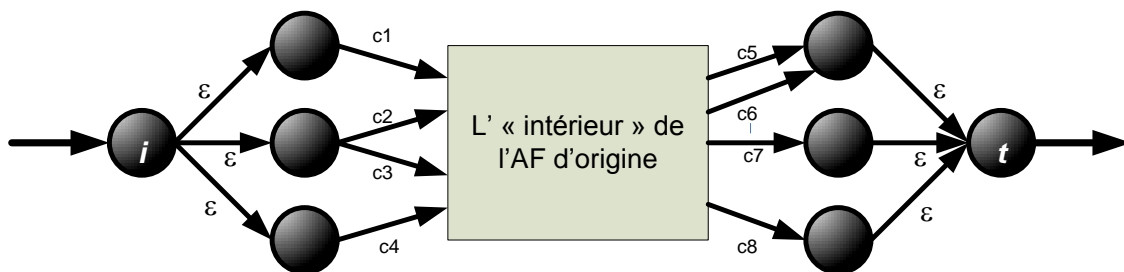 c1
c5
ε
ε
c2
c6
L' « intérieur » de
l'AF d'origine
i
ε
c3
c7
ε
t
ε
c4
c8
ε